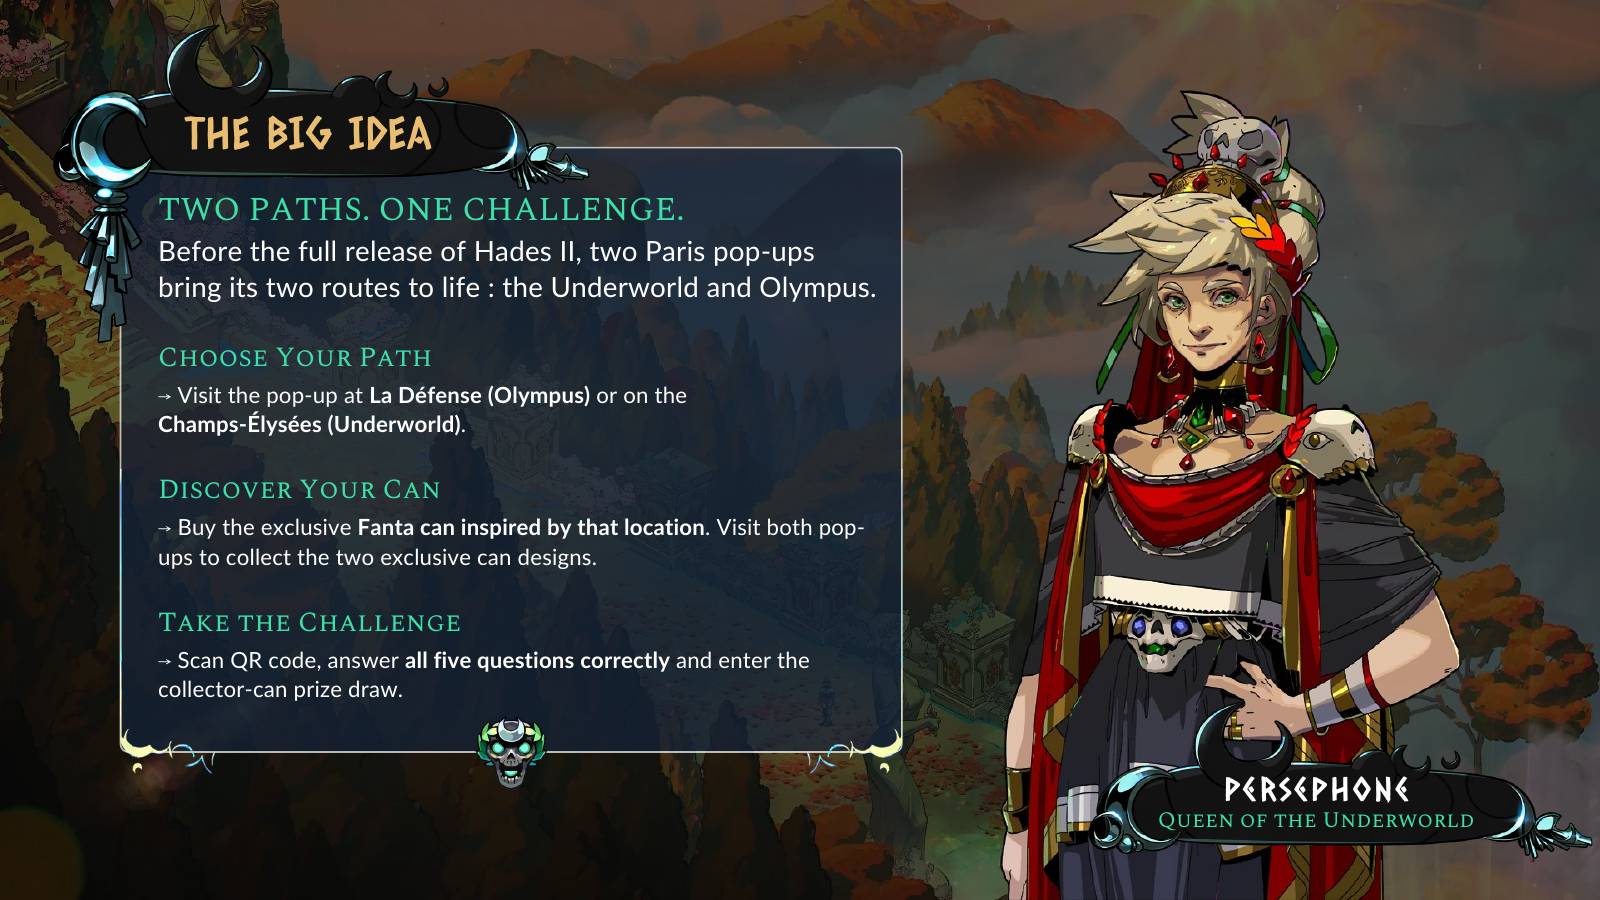 THE BIG IDEA
TWO PATHS. ONE CHALLENGE.
Before the full release of Hades II, two Paris pop-ups
bring its two routes to life : the Underworld and Olympus.
Choose Your Path
→ Visit the pop-up at La Défense (Olympus) or on the
Champs-Élysées (Underworld).
Discover Your Can
→ Buy the exclusive Fanta can inspired by that location. Visit both pop-
ups to collect the two exclusive can designs.
Take the Challenge
→ Scan QR code, answer all five questions correctly and enter the
collector-can prize draw.
PERSEPHONE
Queen of the Underworld